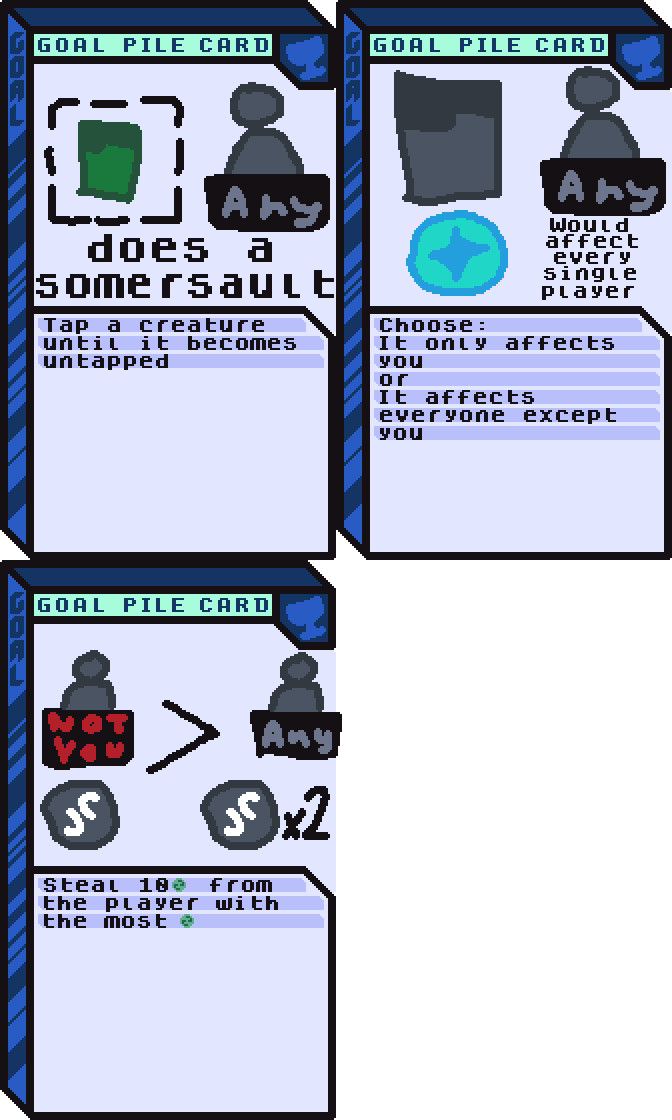 GOAL PILE CARD
GOAL
Any
does a
somersault
Tap a creature
until it becomes
untapped
GOAL PILE CARD
GOAL
Any
Would
affect
every
single
player
Choose:
It only affects
you
or
It affects
everyone except
you
GOAL PILE CARD
GOAL
NOT
You
>
Any
x2
Steal 10 from
the player with
the most